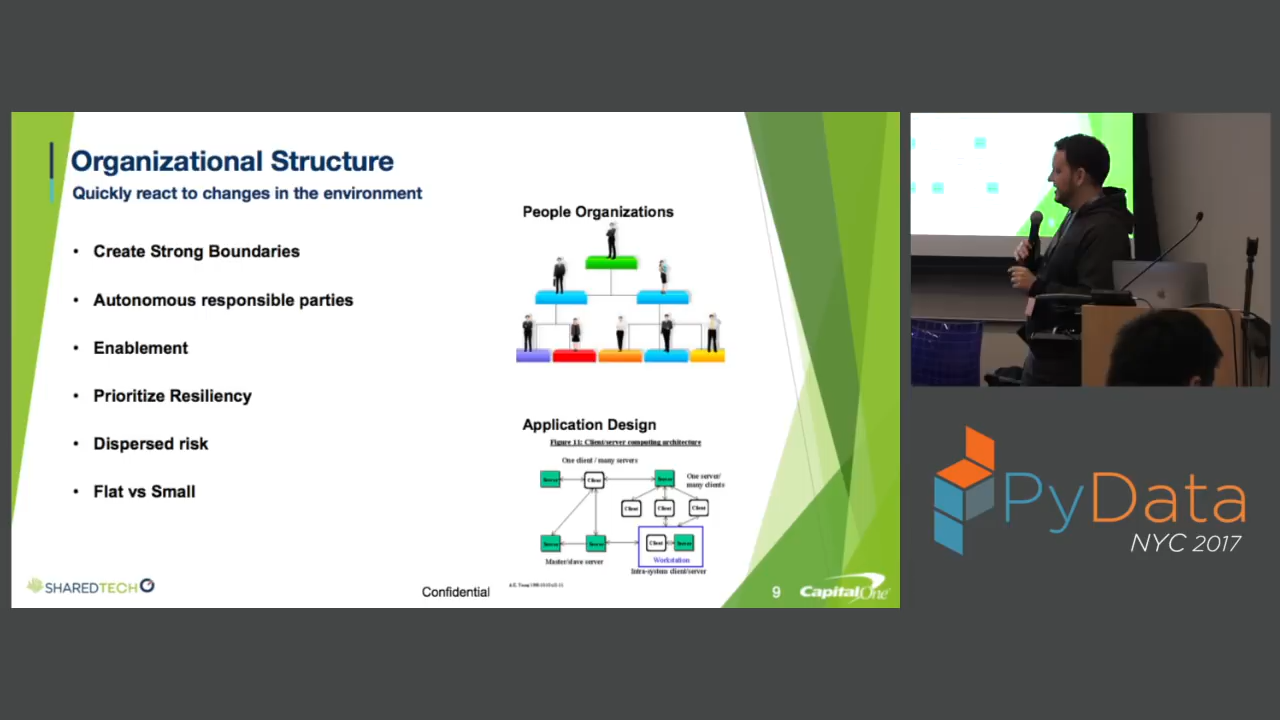 Organizational Structure
Quickly react to changes in the environment
• Create Strong Boundaries
• Autonomous responsible parties
• Enablement
• Prioritize Resiliency
• Dispersed risk
• Flat vs Small
People Organizations
Application Design
Figure 11: Client/server computing architecture
One client / many servers
Server
Client
Server
One server/
many clients
Client
Client
Client
Server
Server
Client
Server
Workstation
Master/slave server
Intra-system client/server
SHAREDTECH
Confidential
9
CapitalOne
PyData
NYC 2017